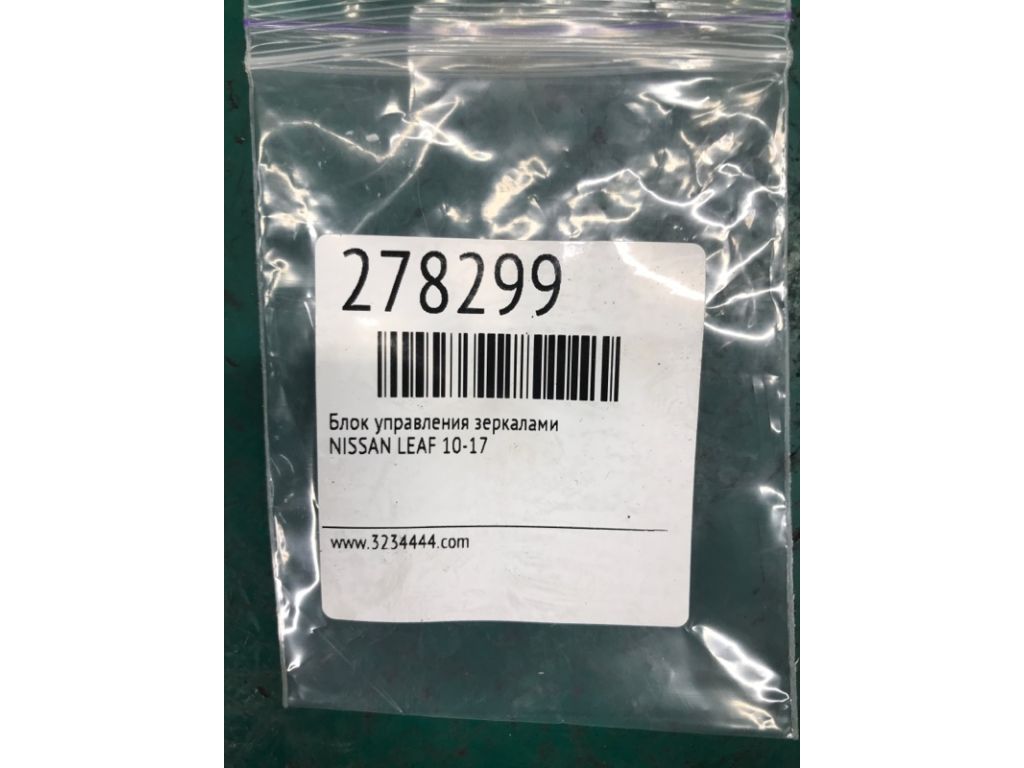 278299
Блок управления зеркалами
NISSAN LEAF 10-17
www.3234444.com